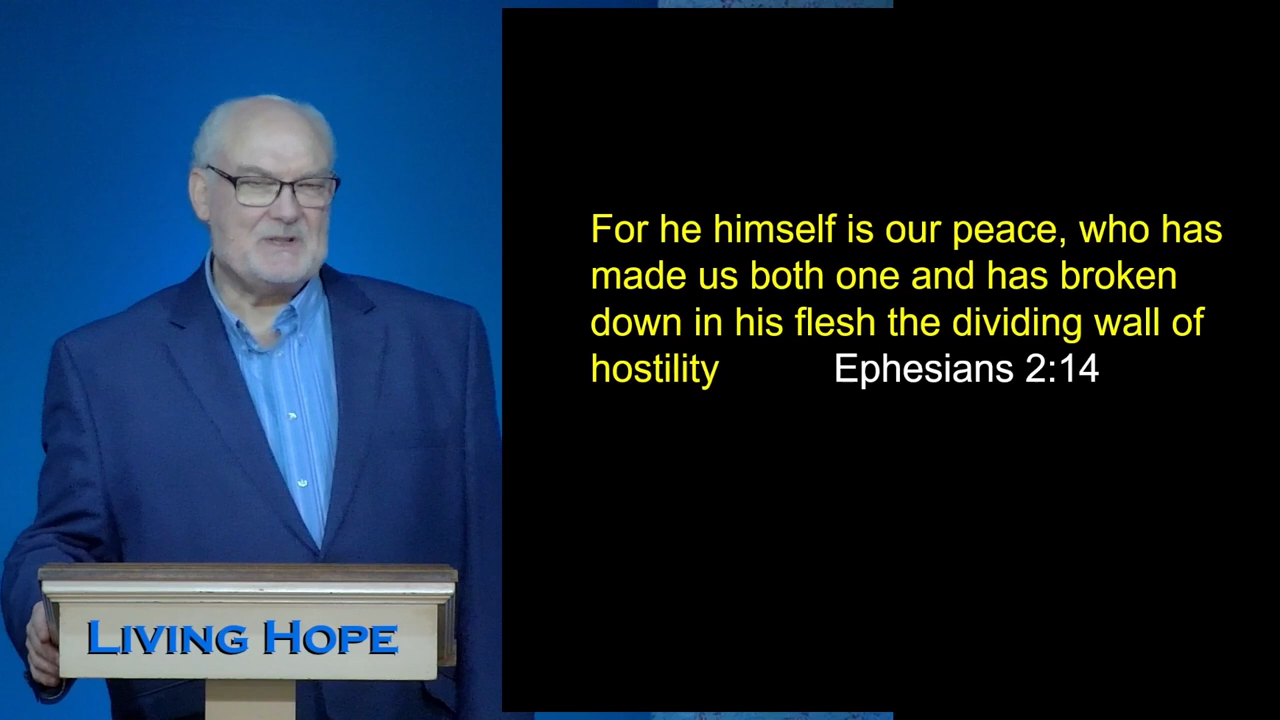 For he himself is our peace, who has
made us both one and has broken
down in his flesh the dividing wall of
hostility Ephesians 2:14
LIVING HOPE